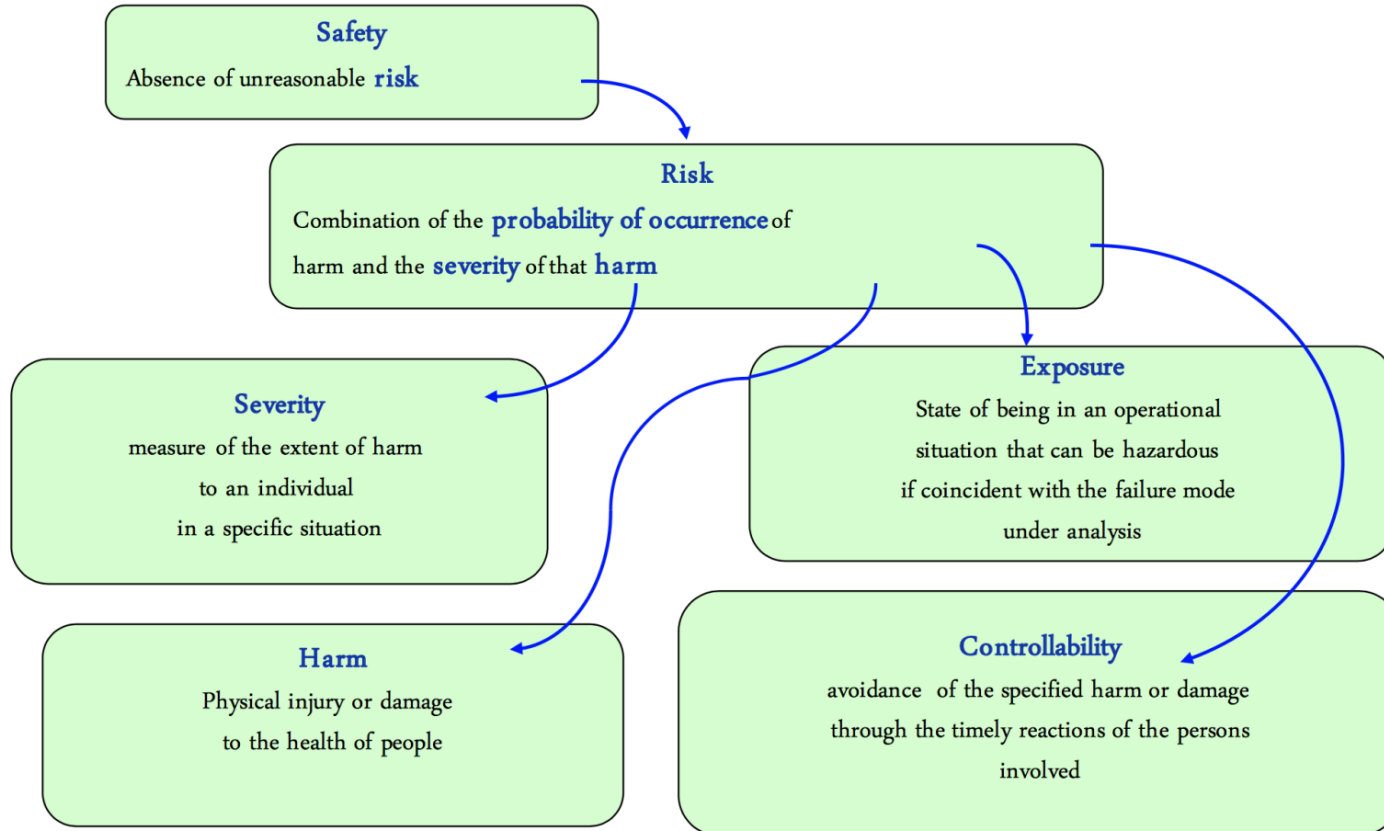 Safety
Absence of unreasonable risk
Risk
Combination of the probability of occurrence of
harm and the severity of that harm
Severity
measure of the extent of harm
to an individual
in a specific situation
Exposure
State of being in an operational
situation that can be hazardous
if coincident with the failure mode
under analysis
Harm
Physical injury or damage
to the health of people
Controllability
avoidance of the specified harm or damage
through the timely reactions of the persons
involved